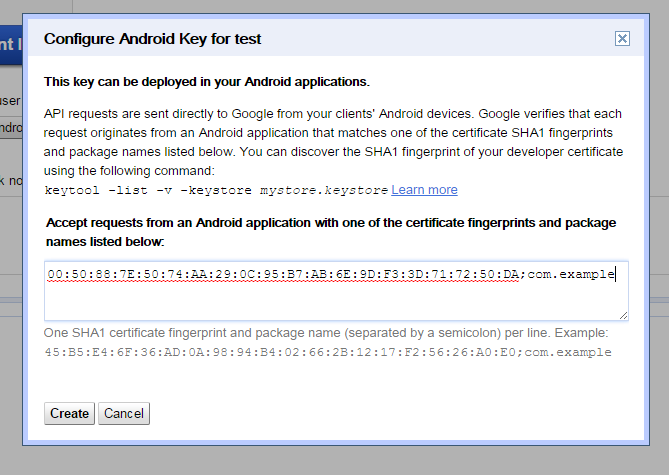 Configure Android Key for test
nt I
This key can be deployed in your Android applications.
user
API requests are sent directly to Google from your clients' Android devices. Google verifies that each
ndro
request originates from an Android application that matches one of the certificate SHA1 fingerprints
and package names listed below. You can discover the SHA1 fingerprint of your developer certificate
using the following command:
k no
keytool -list -v -keystore mystore.keystore Learn more
Accept requests from an Android application with one of the certificate fingerprints and package
names listed below:
00:50:88:7E:50:74:AA:29:0C:95:B7:AB:6E:9D:F3:3D:71:72:50:DA;com.example
One SHA1 certificate fingerprint and package name (separated by a semicolon) per line. Example:
45:B5:E4:6F:36:AD:0A:98:94:B4:02:66:2B:12:17:F2:56:26:A0:E0;com.example
Create Cancel